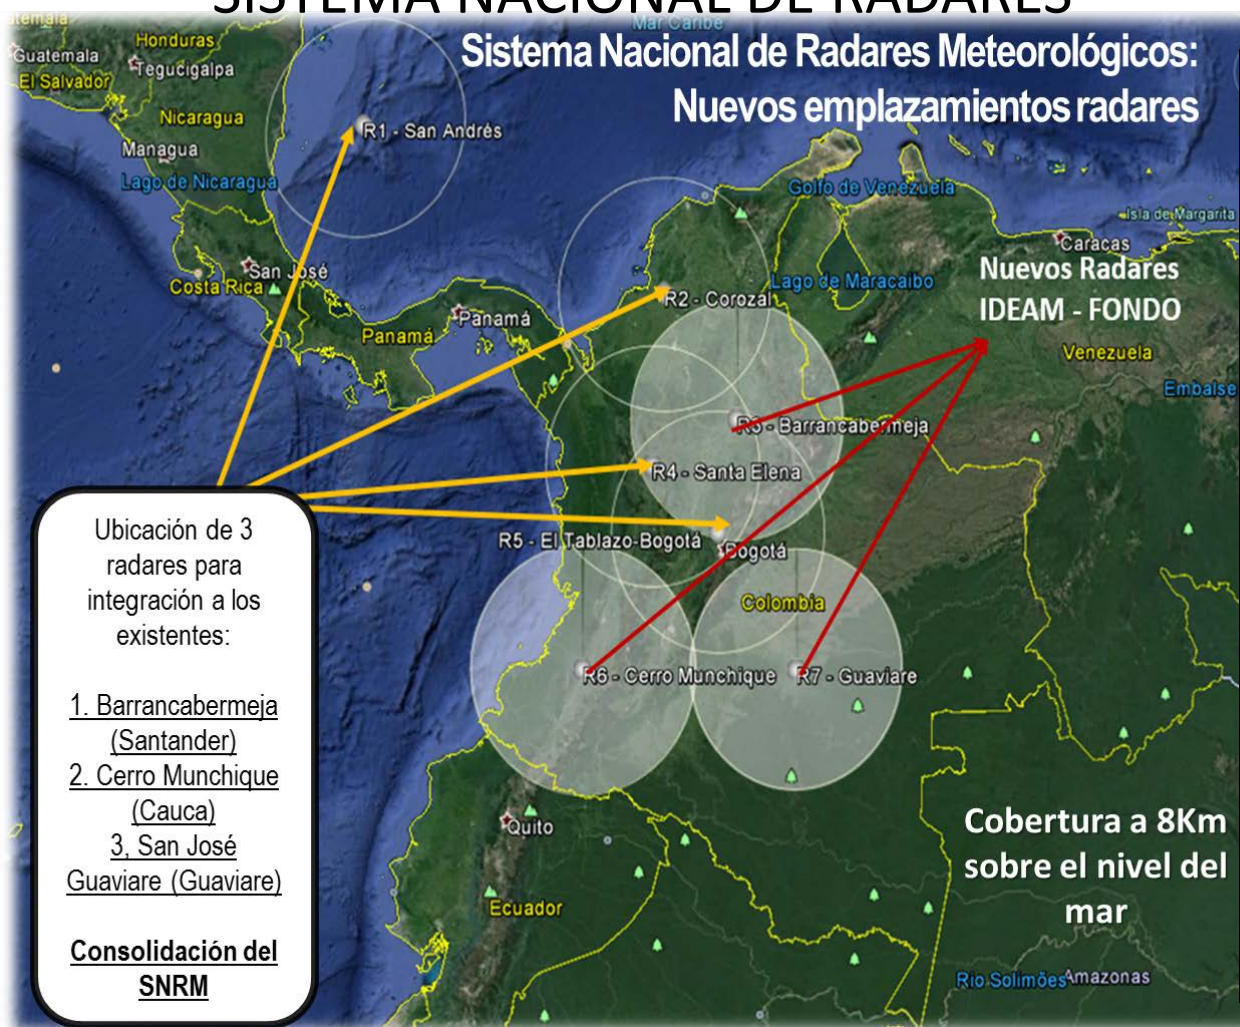 SISTEMA NACIONAL DE RADARES
Mar Caribe
Sistema Nacional de Radares Meteorológicos:
Nuevos emplazamientos radares
Guatemala
Honduras
Tegucigalpa
El Salvador
Nicaragua
Managua
Lago de Nicaragua
R1 - San Andrés
Golfo de Venezuela
Isla de Margarita
Caracas
San José
Costa Rica
Lago de Maracaibo
Nuevos Radares
IDEAM - FONDO
R2 - Corozal
Panamá
Panamá
Venezuela
Embalse
R3 - Barrancabermeja
R4 - Santa Elena
R5 - El Tablazo-Bogotá
Bogotá
Colombia
R6 - Cerro Munchique
R7 - Guaviare
Ubicación de 3
radares para
integración a los
existentes:
1. Barrancabermeja
(Santander)
2. Cerro Munchique
(Cauca)
3, San José
Guaviare (Guaviare)
Consolidación del
SNRM
Quito
Ecuador
Cobertura a 8Km
sobre el nivel del
mar
Rio Solimões
Amazonas